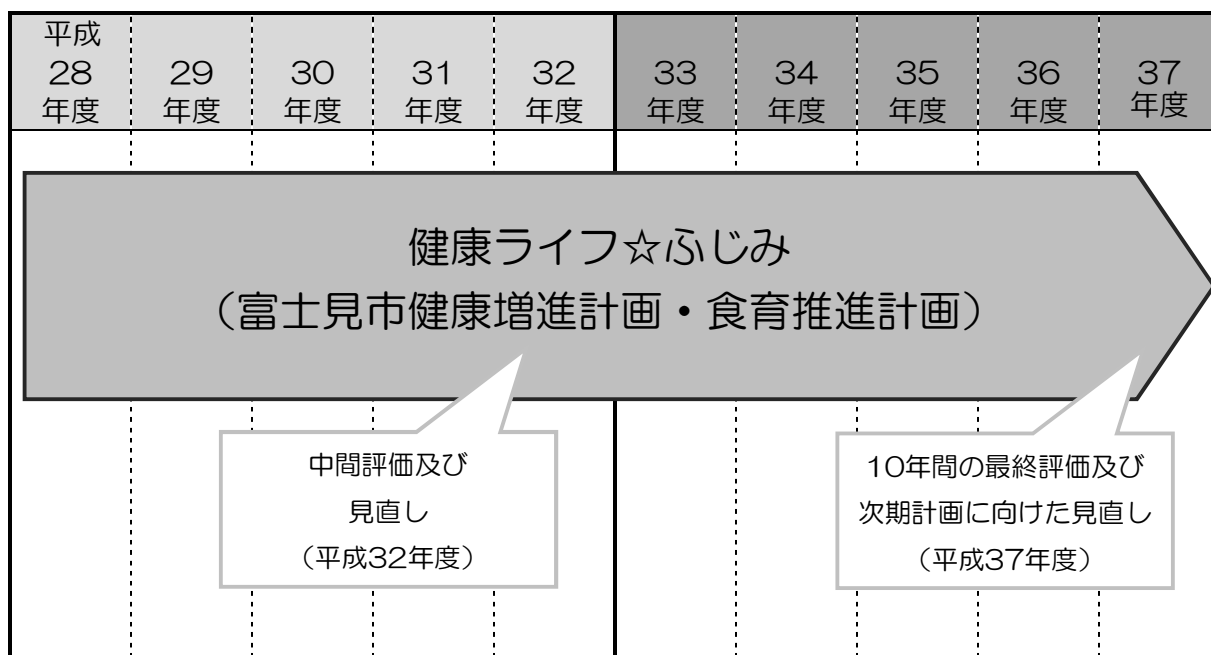 平成
28
年度
29
年度
30
年度
31
年度
32
年度
33
年度
34
年度
35
年度
36
年度
37
年度
健康ライフ☆ふじみ
（富士見市健康増進計画・食育推進計画）
中間評価及び
見直し
（平成32年度）
10年間の最終評価及び
次期計画に向けた見直し
（平成37年度）